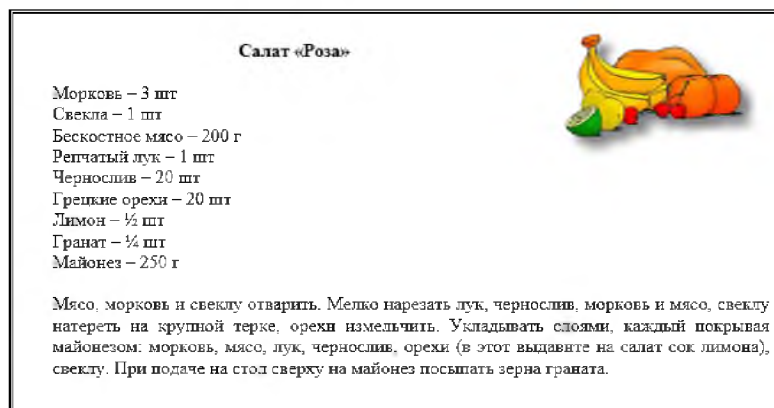 Салат «Роза»
Морковь – 3 шт
Свекла – 1 шт
Бескостное мясо – 200 г
Репчатый лук – 1 шт
Чернослив – 20 шт
Грецкие орехи – 20 шт
Лимон – ½ шт
Гранат – ¼ шт
Майонез – 250 г
Мясо, морковь и свеклу отварить. Мелко нарезать лук, чернослив, морковь и мясо, свеклу
натереть на крупной терке, орехи измельчить. Укладывать слоями, каждый покрывая
майонезом: морковь, мясо, лук, чернослив, орехи (в этот выдавите на салат сок лимона),
свеклу. При подаче на стол сверху на майонез посыпать зерна граната.